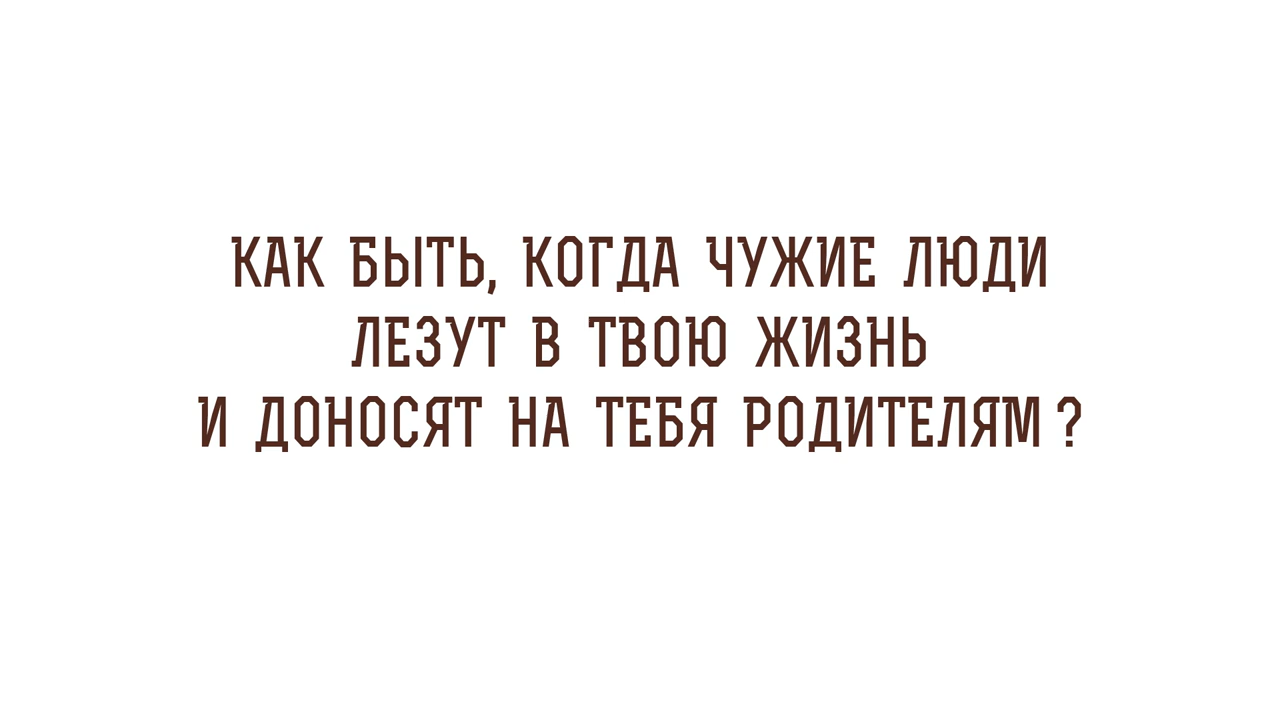 КАК БЫТЬ, КОГДА ЧУЖИЕ ЛЮДИ
ЛЕЗУТ В ТВОЮ ЖИЗНЬ
И ДОНОСЯТ НА ТЕБЯ РОДИТЕЛЯМ ?